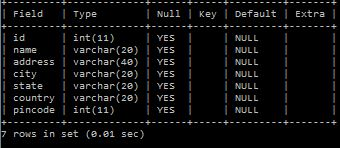 +----------+-------------+------+-----+---------+-------+
| Field    | Type        | Null | Key | Default | Extra |
+----------+-------------+------+-----+---------+-------+
| id       | int(11)     | YES  |     | NULL    |       |
| name     | varchar(20) | YES  |     | NULL    |       |
| address  | varchar(40) | YES  |     | NULL    |       |
| city     | varchar(20) | YES  |     | NULL    |       |
| state    | varchar(20) | YES  |     | NULL    |       |
| country  | varchar(20) | YES  |     | NULL    |       |
| pincode  | int(11)     | YES  |     | NULL    |       |
+----------+-------------+------+-----+---------+-------+
7 rows in set (0.01 sec)